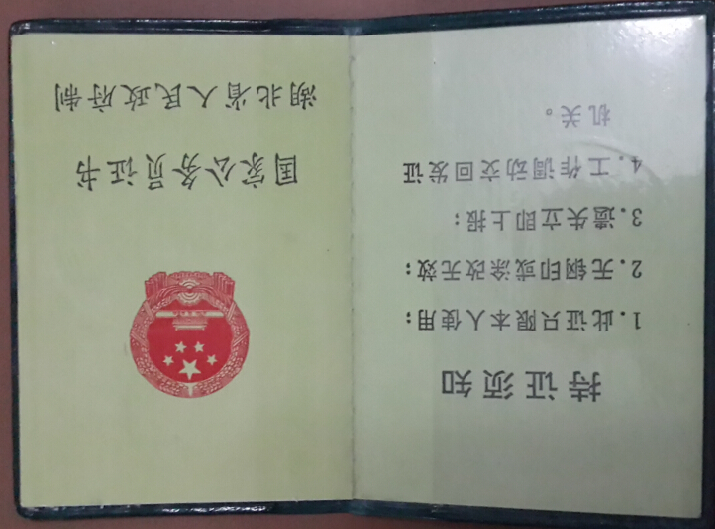 持证须知
1.此证只限本人使用;
2.无钢印或涂改无效;
3.遗失立即上报;
4.工作调动交回发证
机关。
国家公务员证书
湖北省人民政府制